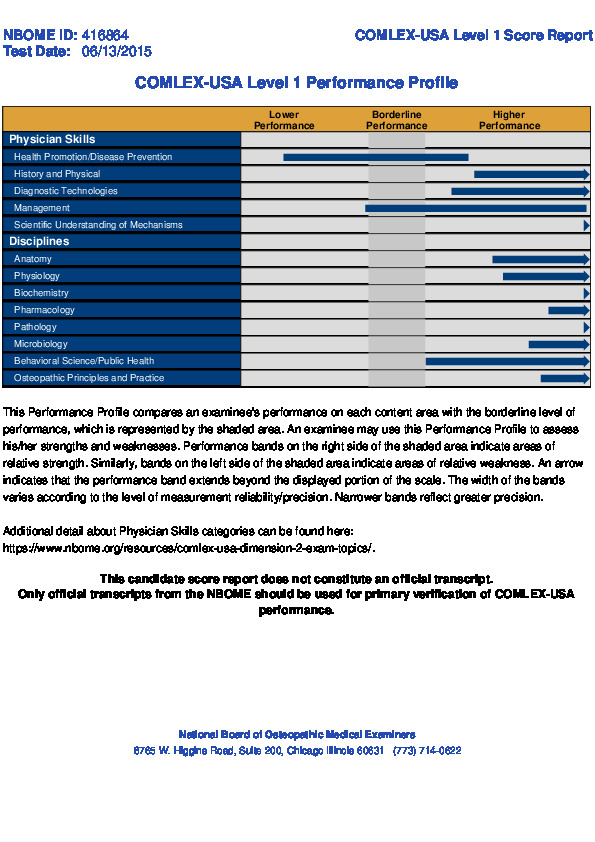 NBOME ID: 416864 COMLEX-USA Level 1 Score Report
Test Date: 06/13/2015
COMLEX-USA Level 1 Performance Profile
Lower Performance Borderline Performance Higher Performance
Physician Skills
Health Promotion/Disease Prevention
History and Physical
Diagnostic Technologies
Management
Scientific Understanding of Mechanisms
Disciplines
Anatomy
Physiology
Biochemistry
Pharmacology
Pathology
Microbiology
Behavioral Science/Public Health
Osteopathic Principles and Practice
This Performance Profile compares an examinee's performance on each content area with the borderline level of
performance, which is represented by the shaded area. An examinee may use this Performance Profile to assess
his/her strengths and weaknesses. Performance bands on the right side of the shaded area indicate areas of
relative strength. Similarly, bands on the left side of the shaded area indicate areas of relative weakness. An arrow
indicates that the performance band extends beyond the displayed portion of the scale. The width of the bands
varies according to the level of measurement reliability/precision. Narrower bands reflect greater precision.
Additional detail about Physician Skills categories can be found here:
https://www.nbome.org/resources/comlex-usa-dimension-2-exam-topics/.
This candidate score report does not constitute an official transcript.
Only official transcripts from the NBOME should be used for primary verification of COMLEX-USA
performance.
National Board of Osteopathic Medical Examiners
8765 W. Higgins Road, Suite 200, Chicago Illinois 60631 (773) 714-0622